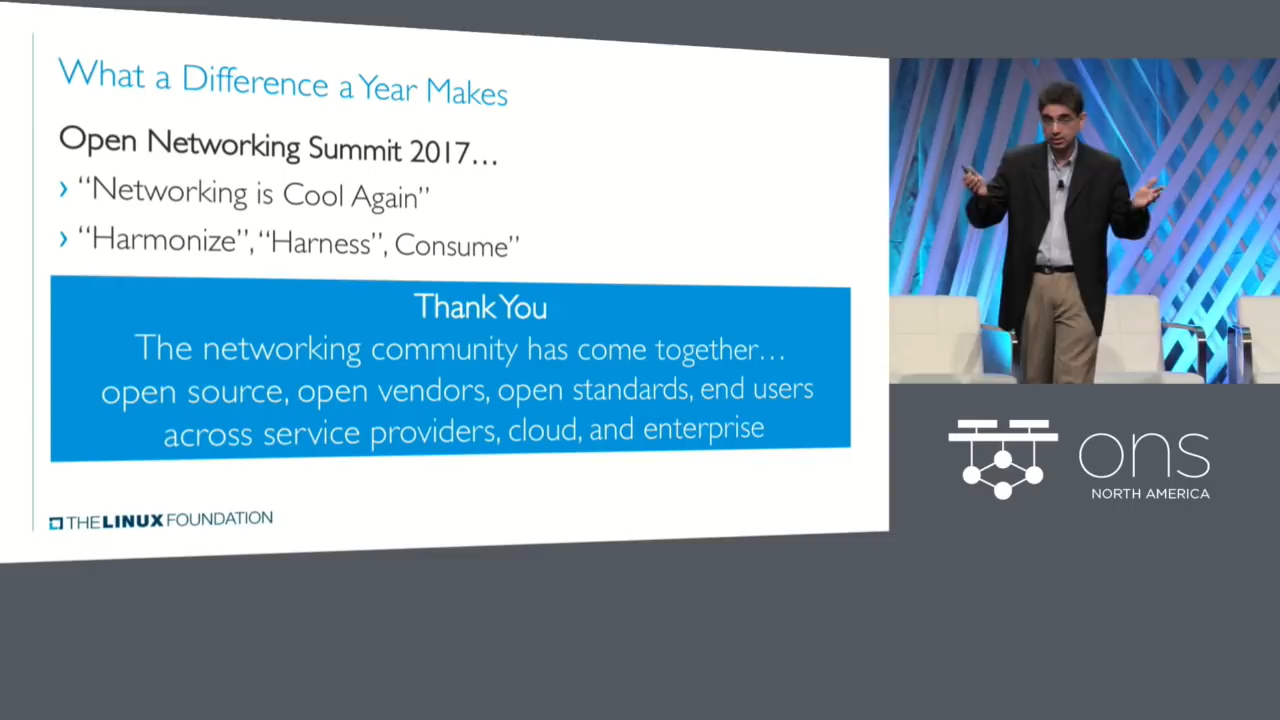 What a Difference a Year Makes
Open Networking Summit 2017...
› “Networking is Cool Again”
› “Harmonize”, “Harness”, Consume”
Thank You
The networking community has come together...
open source, open vendors, open standards, end users
across service providers, cloud, and enterprise
THE LINUX FOUNDATION
ons
NORTH AMERICA